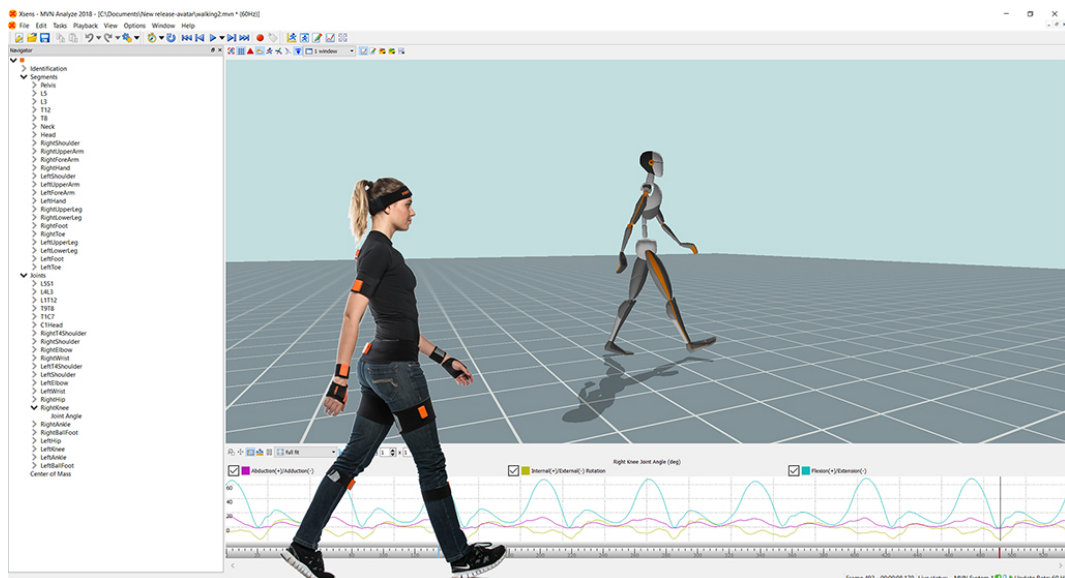 Xsens - MVN Analyze 2018 - [C:\Documents\New release-avatar\walking2.mvn * (60Hz)]
File Edit Tasks Playback View Options Window Help
1 window
Navigator
Identification
Segments
Pelvis
L5
L3
T12
T8
Neck
Head
RightShoulder
RightUpperArm
RightForeArm
RightHand
LeftShoulder
LeftUpperArm
LeftForeArm
LeftHand
RightUpperLeg
RightLowerLeg
RightFoot
RightToe
LeftUpperLeg
LeftLowerLeg
LeftFoot
LeftToe
Joints
L5S1
L4L3
L1T12
T9T8
T1C7
C1Head
RightT4Shoulder
RightShoulder
RightElbow
RightWrist
LeftT4Shoulder
LeftShoulder
LeftElbow
LeftWrist
RightHip
RightKnee
Joint Angle
RightAnkle
RightBallFoot
LeftHip
LeftKnee
LeftAnkle
LeftBallFoot
Center of Mass
full fit
1 x 1
Right Knee Joint Angle (deg)
Abduction(+)/Adduction(-)
Internal(+)/External(-) Rotation
Flexion(+)/Extension(-)
60
40
20
0